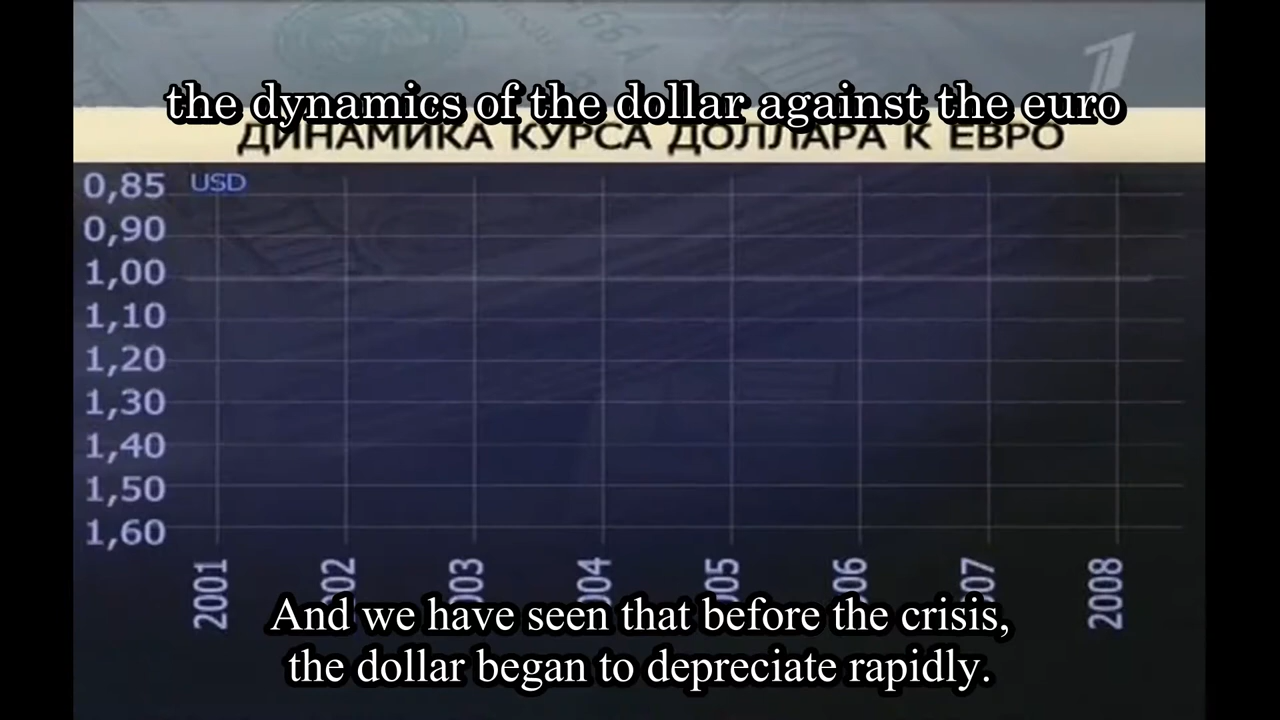 the dynamics of the dollar against the euro
ДИНАМИКА КУРСА ДОЛЛАРА К ЕВРО
0,85 USD
0,90
1,00
1,10
1,20
1,30
1,40
1,50
1,60
2001 2008
And we have seen that before the crisis,
the dollar began to depreciate rapidly.